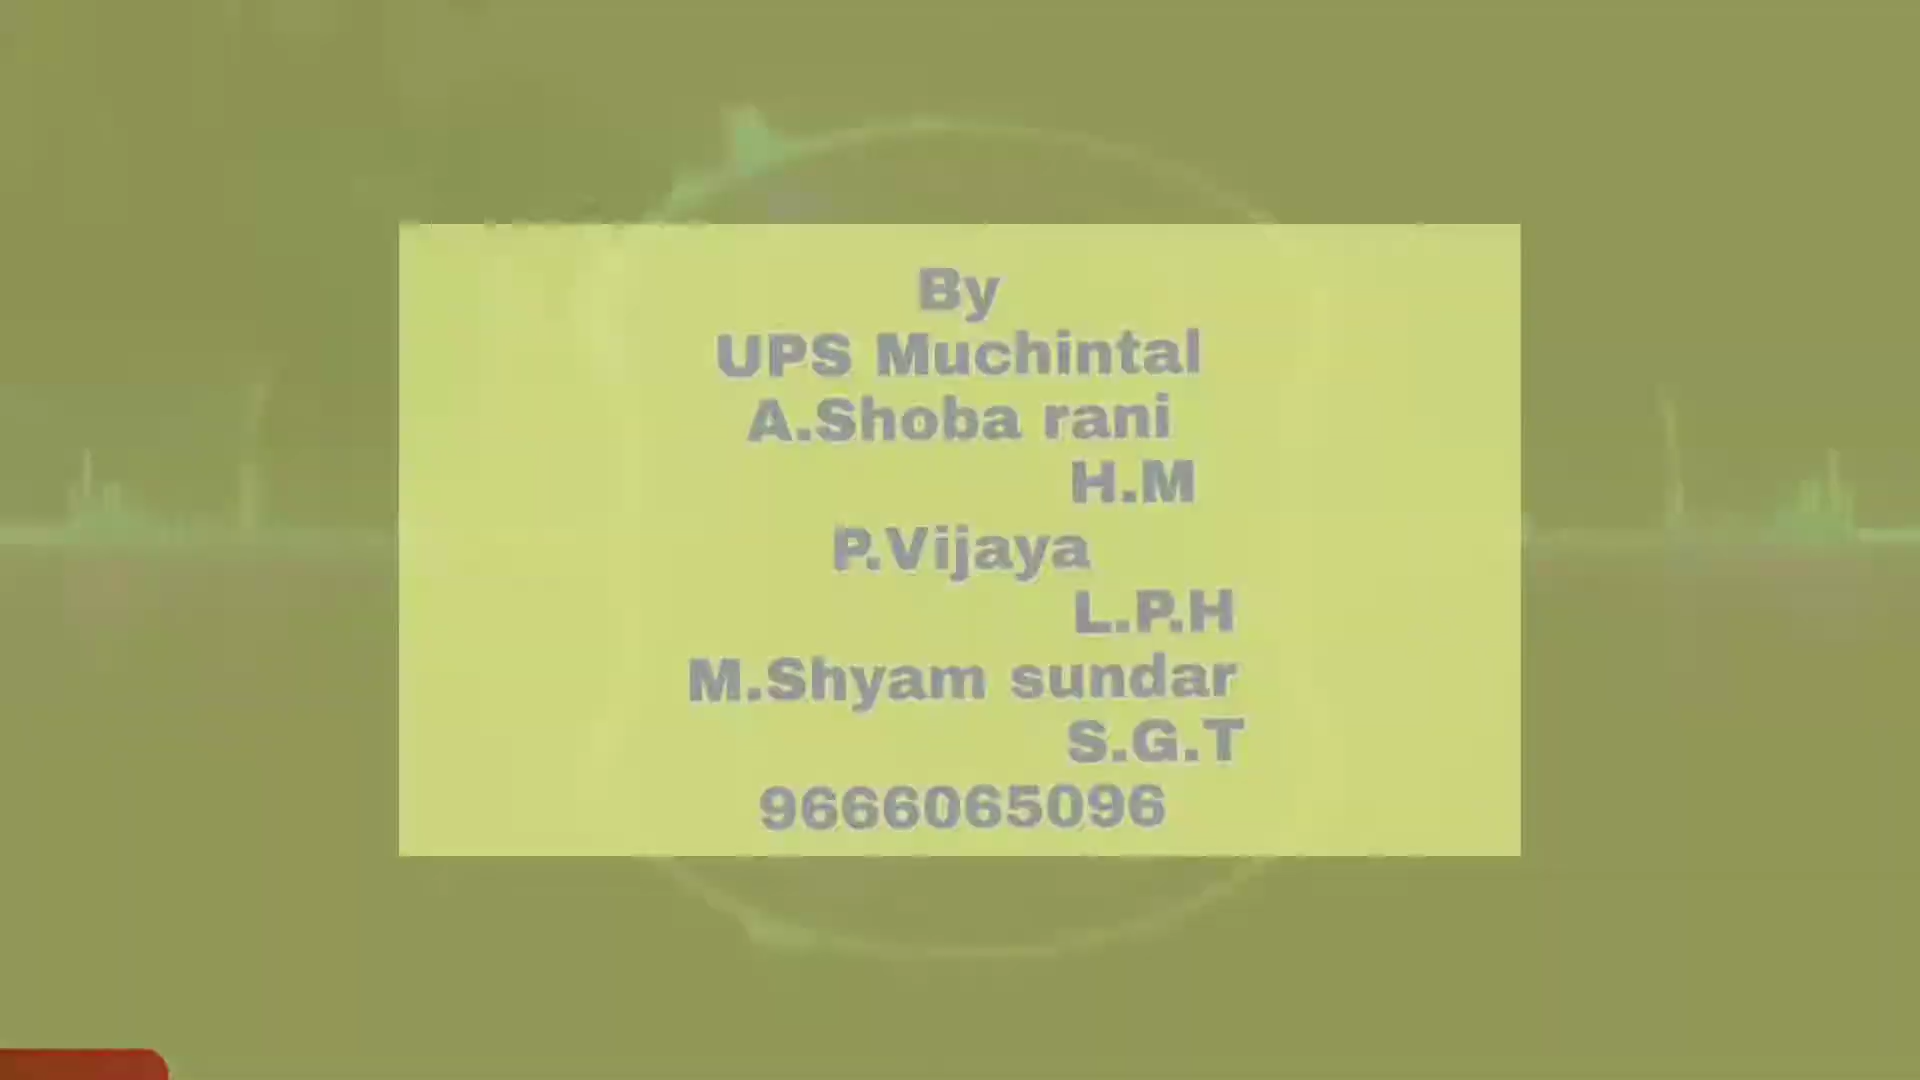 By
UPS Muchintal
A.Shoba rani
H.M
P.Vijaya
L.P.H
M.Shyam sundar
S.G.T
9666065096